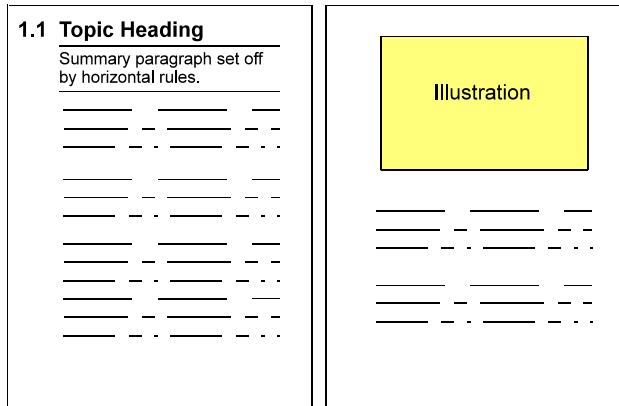 1.1 Topic Heading
Summary paragraph set off
by horizontal rules.
Illustration